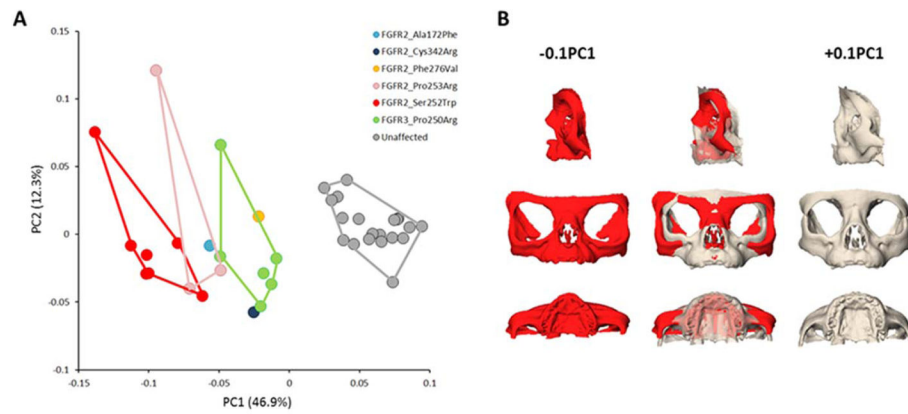 A
B
0.15
0.1
0.05
0
-0.05
-0.1
-0.15
-0.1
-0.05
0
0.05
0.1
PC2 (12.3%)
PC1 (46.9%)
FGFR2_Ala172Phe
FGFR2_Cys342Arg
FGFR2_Phe276Val
FGFR2_Pro253Arg
FGFR2_Ser252Trp
FGFR3_Pro250Arg
Unaffected
-0.1PC1
+0.1PC1